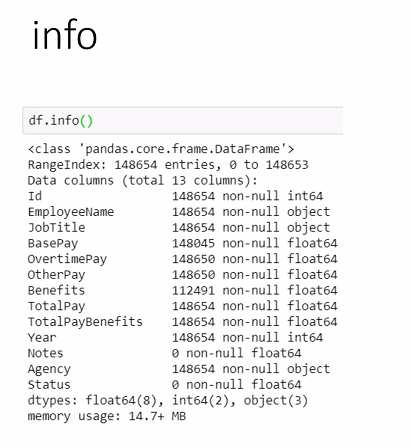 info
df.info()
<class 'pandas.core.frame.DataFrame'>
RangeIndex: 148654 entries, 0 to 148653
Data columns (total 13 columns):
Id                  148654 non-null int64
EmployeeName        148654 non-null object
JobTitle            148654 non-null object
BasePay             148045 non-null float64
OvertimePay         148650 non-null float64
OtherPay            148650 non-null float64
Benefits            112491 non-null float64
TotalPay            148654 non-null float64
TotalPayBenefits    148654 non-null float64
Year                148654 non-null int64
Notes               0 non-null float64
Agency              148654 non-null object
Status              0 non-null float64
dtypes: float64(8), int64(2), object(3)
memory usage: 14.7+ MB